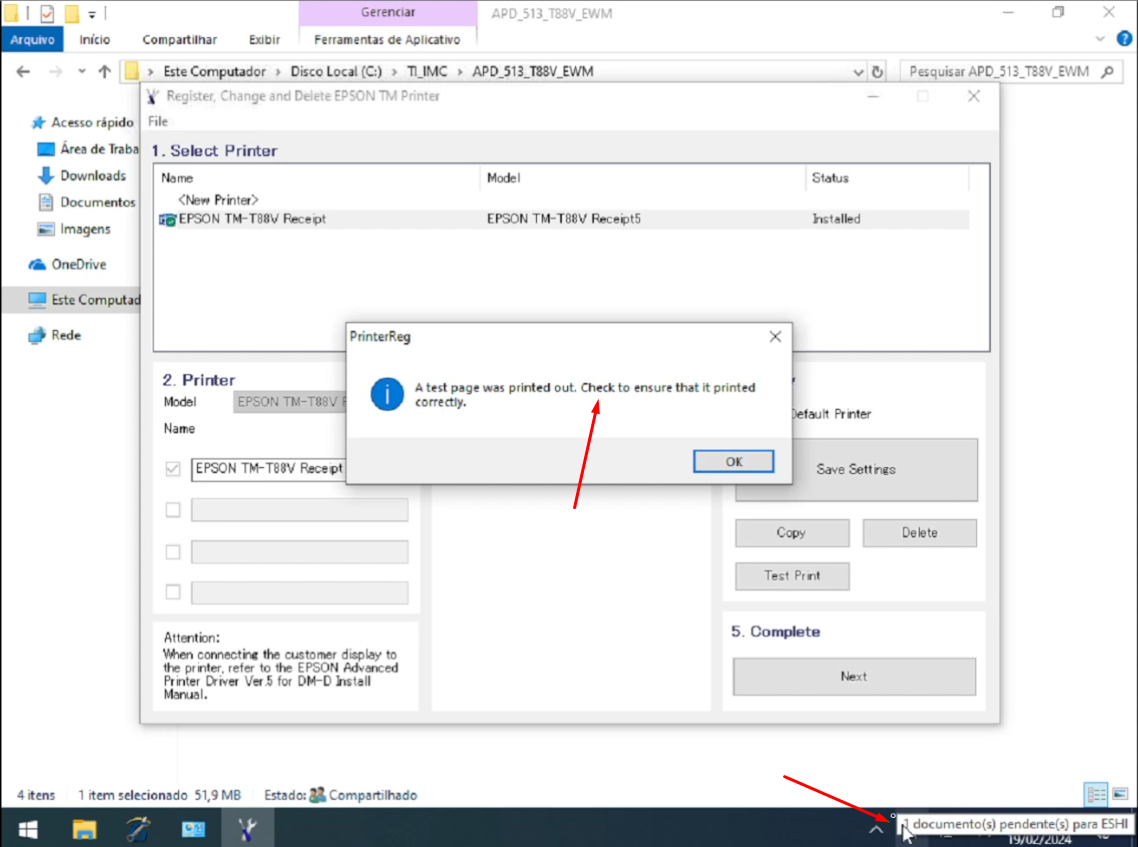 Gerenciar
APD_513_T88V_EWM
Arquivo
Início
Compartilhar
Exibir
Ferramentas de Aplicativo
Este Computador
Disco Local (C:)
TI_IMC
APD_513_T88V_EWM
Pesquisar APD_513_T88V_EWM
Register, Change and Delete EPSON TM Printer
File
Acesso rápido
Área de Traba
Downloads
Documentos
Imagens
OneDrive
Este Computad
Rede
1. Select Printer
Name Model Status
<New Printer>
EPSON TM-T88V Receipt EPSON TM-T88V Receipt5 Installed
PrinterReg
A test page was printed out. Check to ensure that it printed
correctly.
OK
2. Printer
Model EPSON TM-T88V
Name
EPSON TM-T88V Receipt
Attention:
When connecting the customer display to
the printer, refer to the EPSON Advanced
Printer Driver Ver.5 for DM-D Install
Manual.
Default Printer
Save Settings
Copy
Delete
Test Print
5. Complete
Next
4 itens 1 item selecionado 51,9 MB Estado: Compartilhado
1 documento(s) pendente(s) para ESHI
19/02/2024